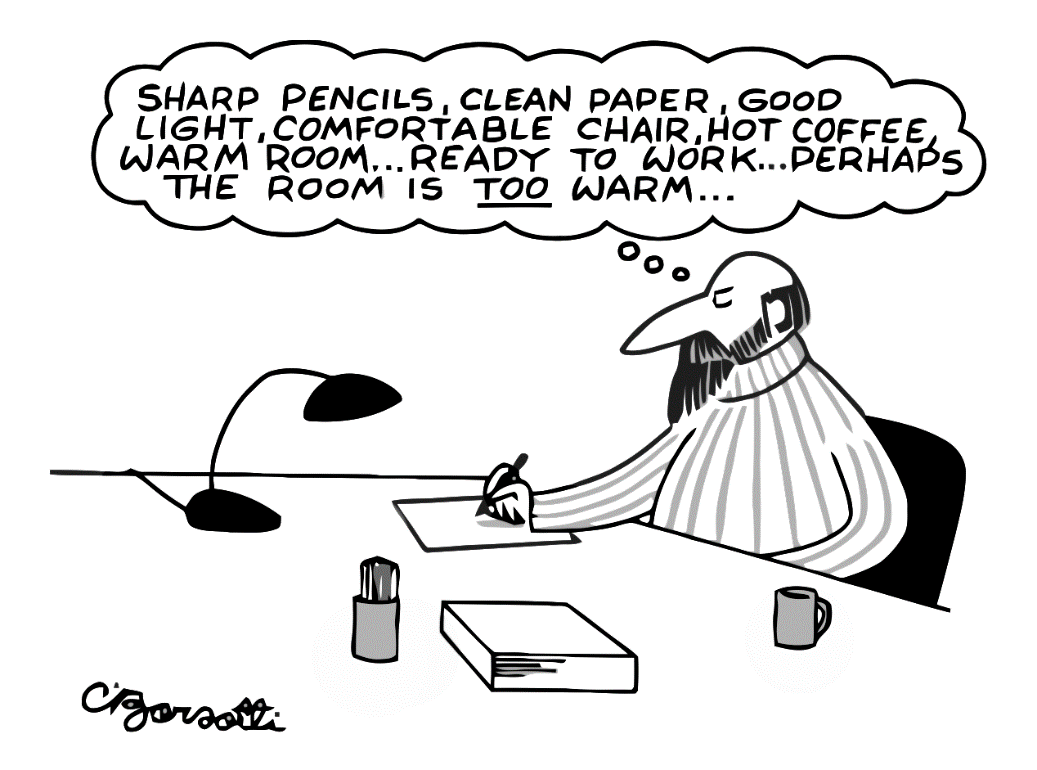 SHARP PENCILS, CLEAN PAPER, GOOD
LIGHT, COMFORTABLE CHAIR, HOT COFFEE,
WARM ROOM... READY TO WORK... PERHAPS
THE ROOM IS TOO WARM...
C. Barsotti